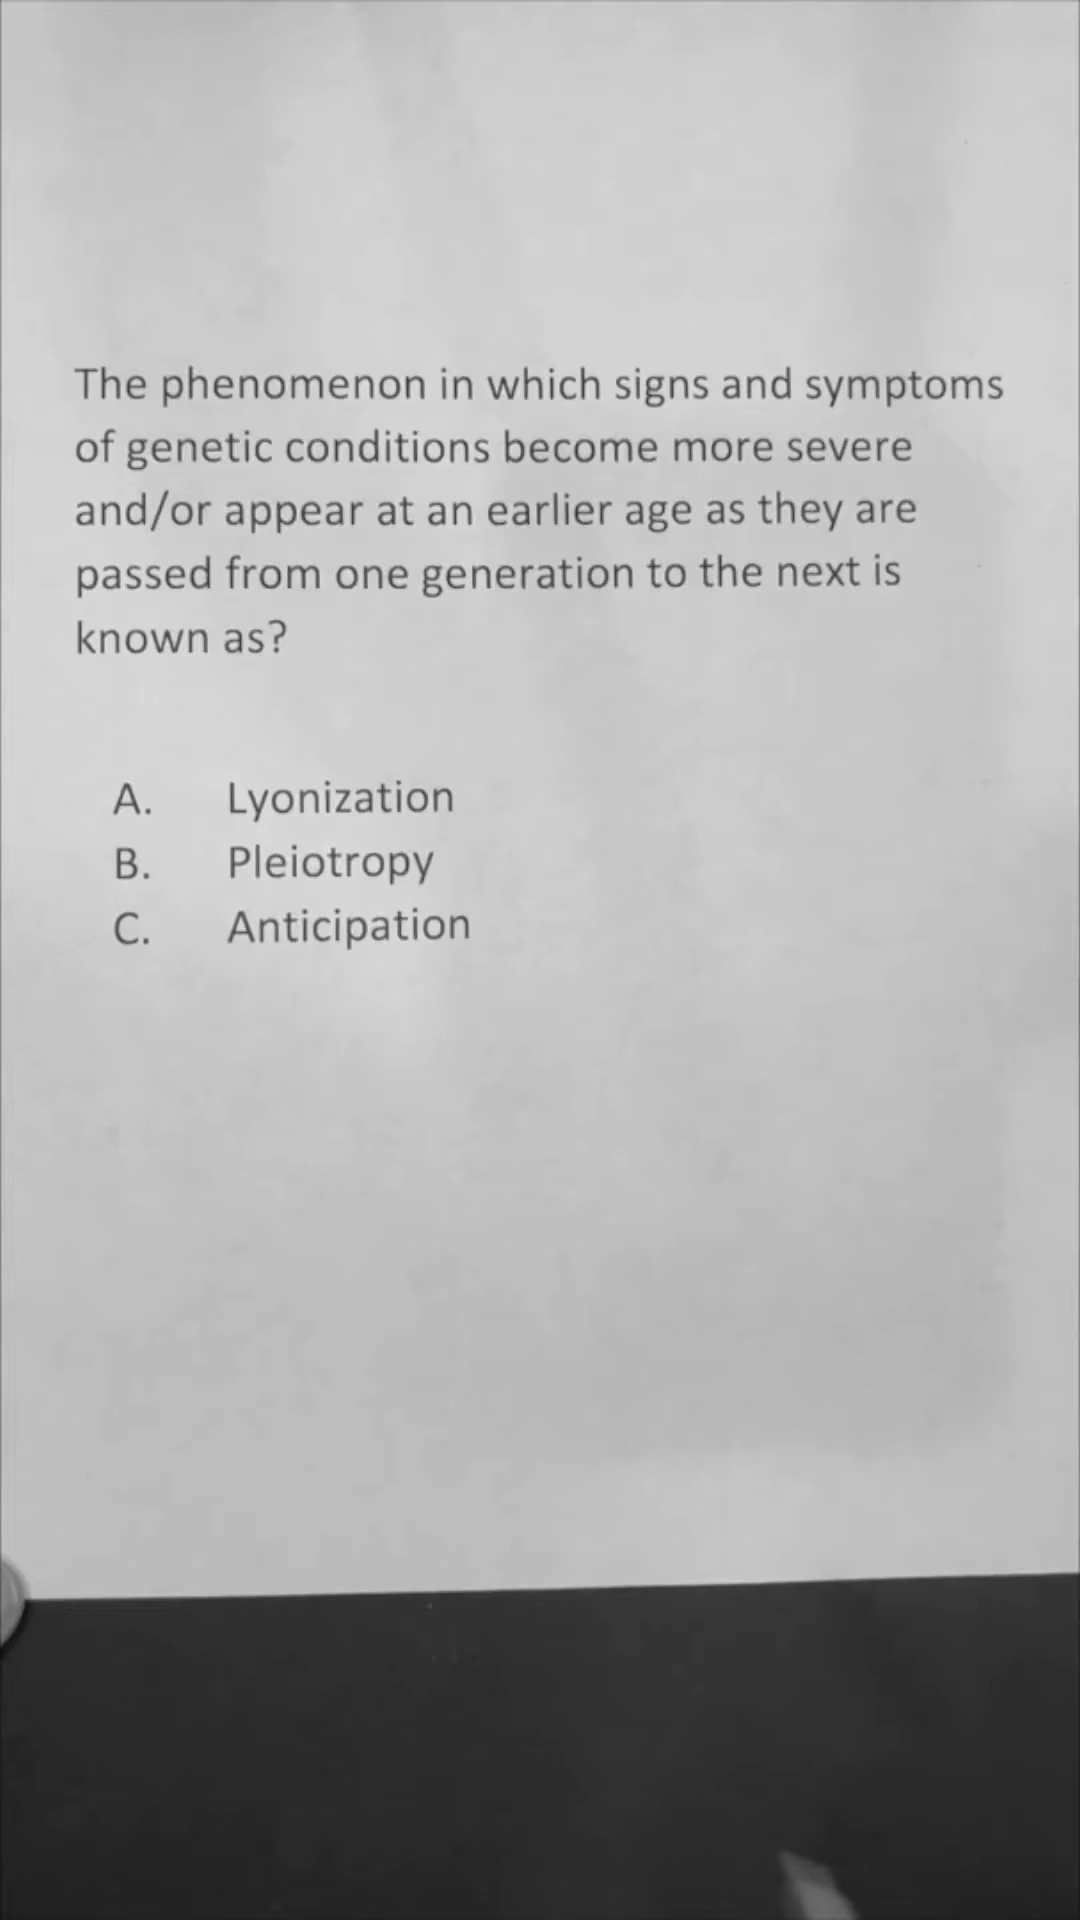 The phenomenon in which signs and symptoms
of genetic conditions become more severe
and/or appear at an earlier age as they are
passed from one generation to the next is
known as?
A. Lyonization
B. Pleiotropy
C. Anticipation